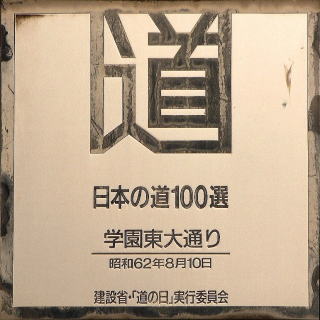 道
日本の道100選
学園東大通り
昭和62年8月10日
建設省・「道の日」実行委員会